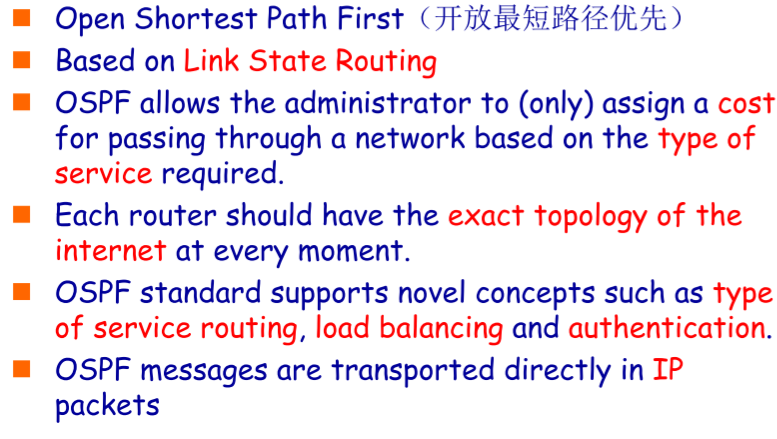 Open Shortest Path First（开放最短路径优先）
Based on Link State Routing
OSPF allows the administrator to (only) assign a cost
for passing through a network based on the type of
service required.
Each router should have the exact topology of the
internet at every moment.
OSPF standard supports novel concepts such as type
of service routing, load balancing and authentication.
OSPF messages are transported directly in IP
packets